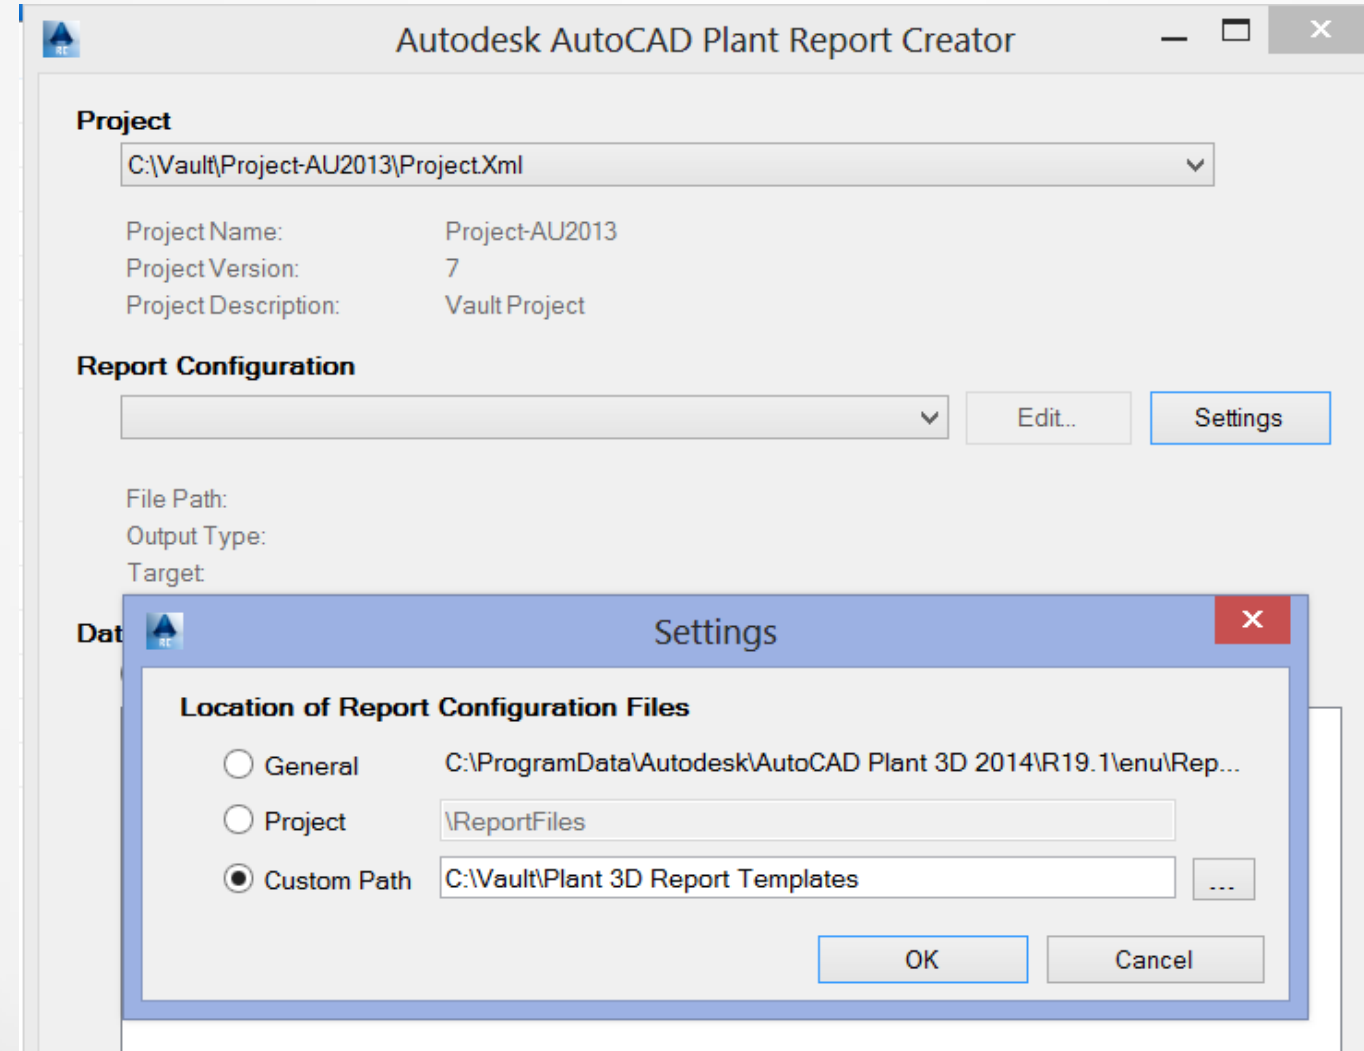 Autodesk AutoCAD Plant Report Creator
Project
C:\Vault\Project-AU2013\Project.Xml
Project Name: Project-AU2013
Project Version: 7
Project Description: Vault Project
Report Configuration
Edit... Settings
File Path:
Output Type:
Target:
Dat
Settings
Location of Report Configuration Files
General C:\ProgramData\Autodesk\AutoCAD Plant 3D 2014\R19.1\enu\Rep...
Project \ReportFiles
Custom Path C:\Vault\Plant 3D Report Templates ...
OK Cancel